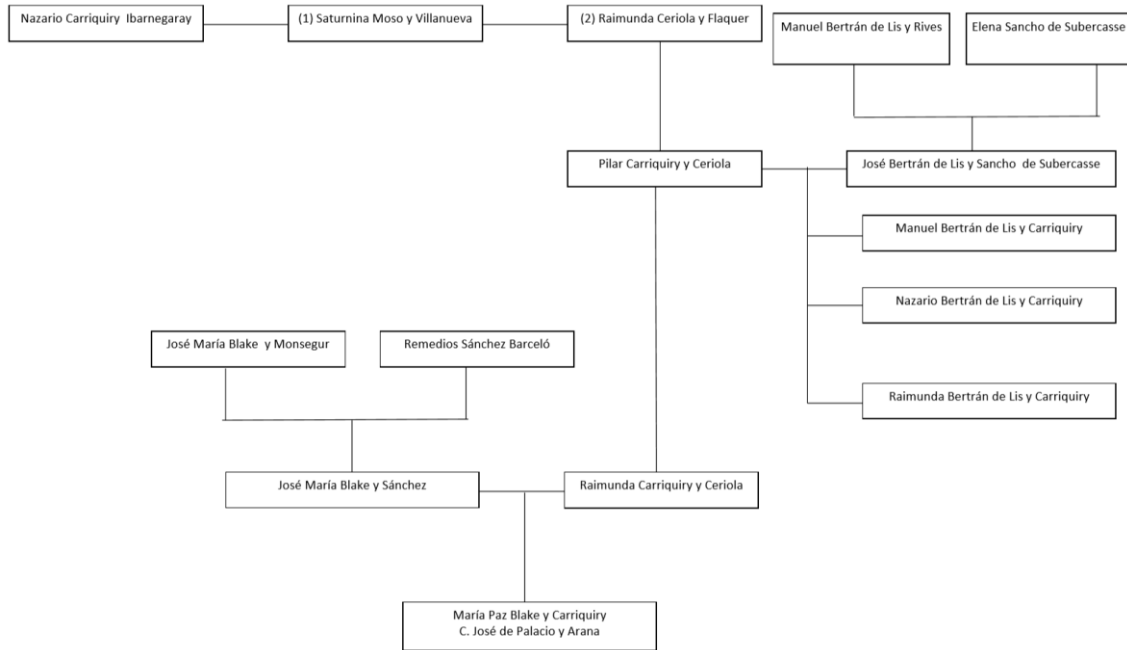 Nazario Carriquiry Ibarnegaray
(1) Saturnina Moso y Villanueva
(2) Raimunda Ceriola y Flaquer
Manuel Bertrán de Lis y Rives
Elena Sancho de Subercasse
Pilar Carriquiry y Ceriola
José Bertrán de Lis y Sancho de Subercasse
Manuel Bertrán de Lis y Carriquiry
Nazario Bertrán de Lis y Carriquiry
José María Blake y Monsegur
Remedios Sánchez Barceló
Raimunda Bertrán de Lis y Carriquiry
José María Blake y Sánchez
Raimunda Carriquiry y Ceriola
María Paz Blake y Carriquiry
C. José de Palacio y Arana